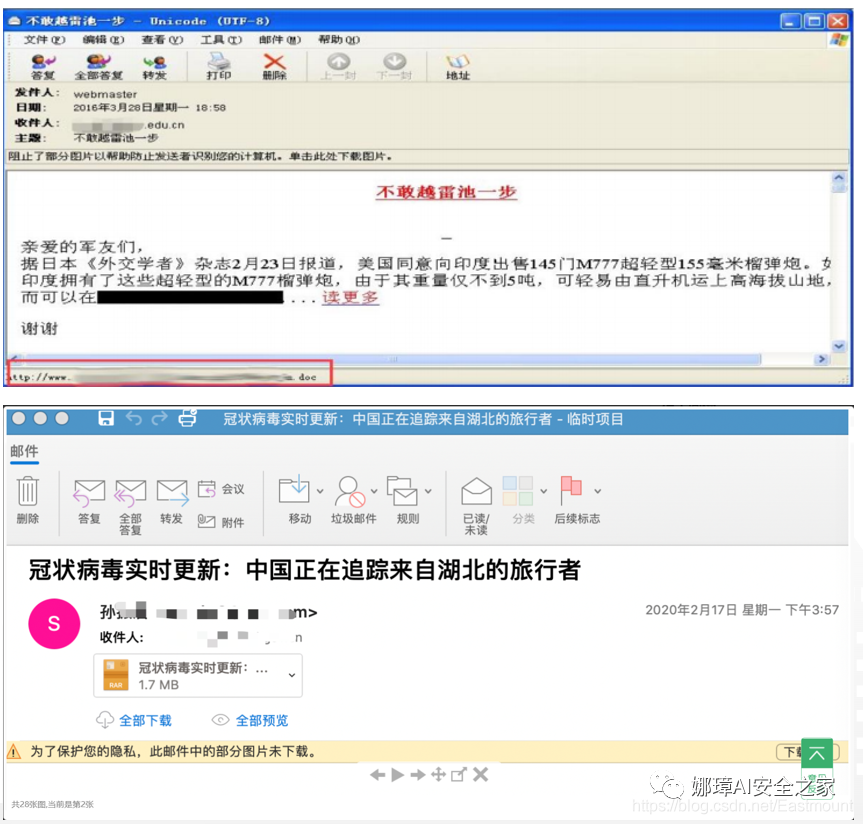 不敢越雷池一步 - Unicode (UTF-8)
文件(F) 编辑(E) 查看(V) 工具(T) 邮件(M) 帮助(H)
答复 全部答复 转发 打印 删除 上一封 下一封 地址
发件人: webmaster
日期: 2016年3月28日星期一 18:58
收件人: .edu.cn
主题: 不敢越雷池一步
阻止了部分图片以帮助防止发送者识别您的计算机。单击此处下载图片。
不敢越雷池一步
亲爱的军友们，
据日本《外交学者》杂志2月23日报道，美国同意向印度出售145门M777超轻型155毫米榴弹炮。如
印度拥有了这些超轻型的M777榴弹炮，由于其重量仅不到5吨，可轻易由直升机运上高海拔山地，
而可以在 .... 读更多
谢谢
http://www. .doc
冠状病毒实时更新：中国正在追踪来自湖北的旅行者 - 临时项目
邮件
删除 答复 全部答复 转发 会议 附件 移动 垃圾邮件 规则 已读/未读 分类 后续标志
冠状病毒实时更新：中国正在追踪来自湖北的旅行者
S
孙 m>
2020年2月17日 星期一 下午3:57
收件人: n
冠状病毒实时更新：...
RAR
1.7 MB
全部下载 全部预览
为了保护您的隐私，此邮件中的部分图片未下载。
下载
共28张图,当前是第2张
娜璋AI安全之家
https://blog.csdn.net/Eastmount